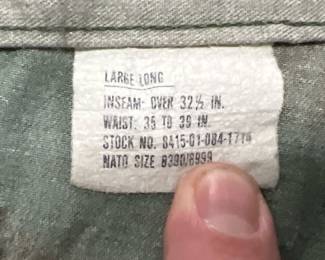 LARGE LONG
INSEAM: OVER 32½ IN.
WAIST: 35 TO 39 IN.
STOCK NO. 8415-01-084-1716
NATO SIZE 8390/8999